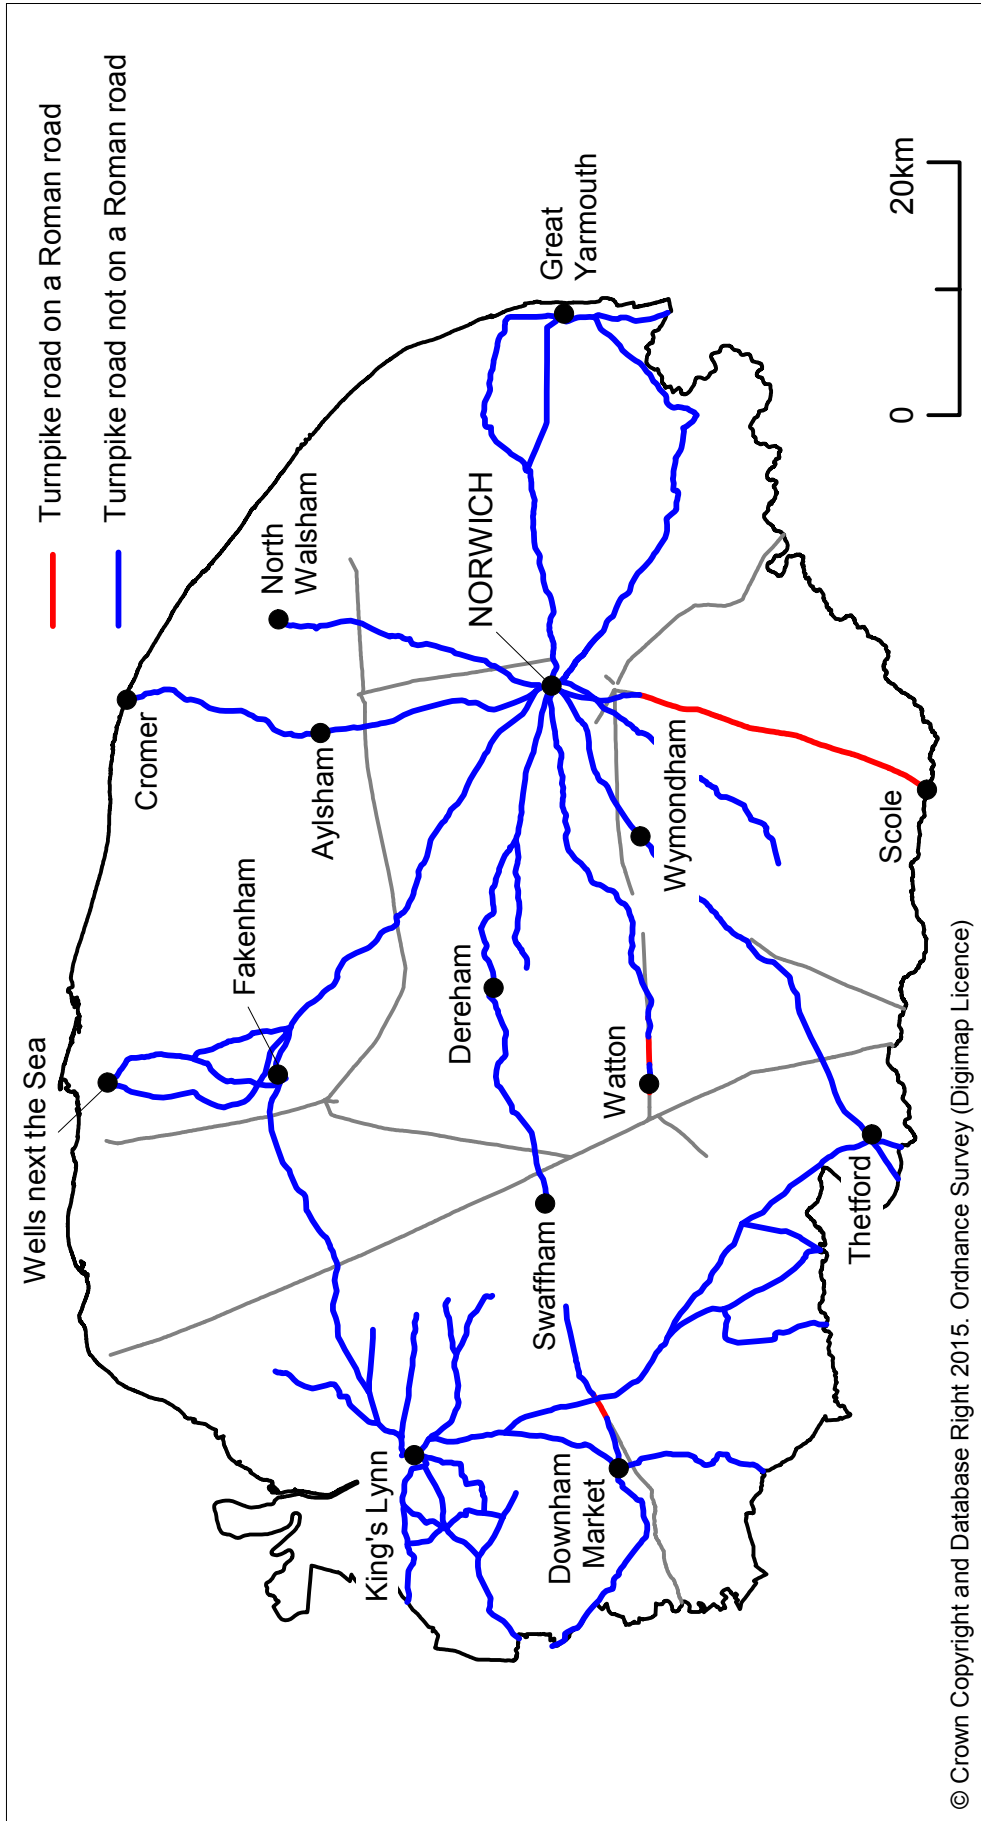 Turnpike road on a Roman road
Turnpike road not on a Roman road
Wells next the Sea
Cromer
Fakenham
Aylsham
North
Walsham
King's Lynn
Dereham
NORWICH
Great
Yarmouth
Swaffham
Downham
Market
Watton
Wymondham
Thetford
Scole
0
20km
© Crown Copyright and Database Right 2015. Ordnance Survey (Digimap Licence)